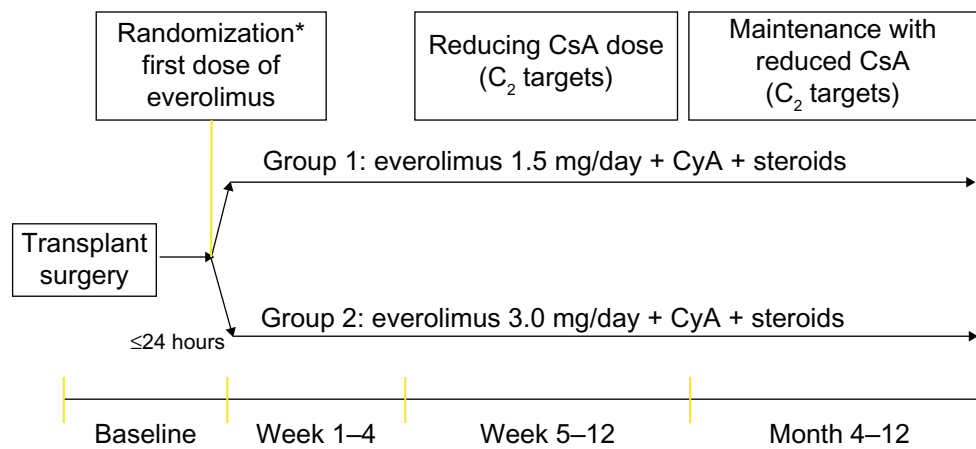 Randomization*
first dose of
everolimus
Reducing CsA dose
(C₂ targets)
Maintenance with
reduced CsA
(C₂ targets)
Group 1: everolimus 1.5 mg/day + CyA + steroids
Transplant
surgery
Group 2: everolimus 3.0 mg/day + CyA + steroids
≤24 hours
Baseline
Week 1–4
Week 5–12
Month 4–12